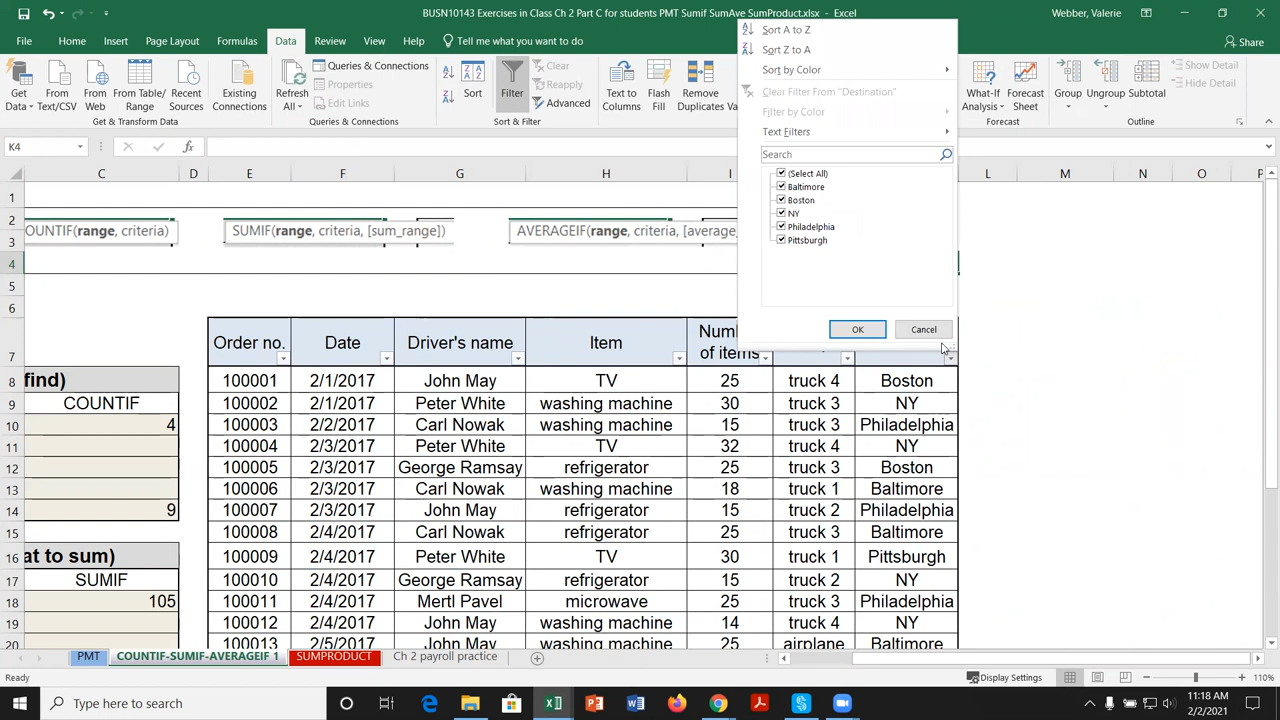 BUSN10143 Exercises in Class Ch 2 Part C for students PMT Sumif SumAve SumProduct.xlsx - Excel
Webber, Valerie
File Home Insert Page Layout Formulas Data Review View Help Tell me what you want to do
Share
Get Data
From Text/CSV
From Web
From Table/ Range
Recent Sources
Existing Connections
Get & Transform Data
Refresh All
Queries & Connections
Properties
Edit Links
Queries & Connections
Sort
Filter
Clear
Reapply
Advanced
Sort & Filter
Text to Columns
Flash Fill
Remove Duplicates
What-If Analysis
Forecast Sheet
Forecast
Group
Ungroup
Subtotal
Show Detail
Hide Detail
Outline
Sort A to Z
Sort Z to A
Sort by Color
Clear Filter From "Destination"
Filter by Color
Text Filters
Search
(Select All)
Baltimore
Boston
NY
Philadelphia
Pittsburgh
OK Cancel
K4 fx
C D E F G H I L M N O P
1
2
3
4
5
6
7
8
9
10
11
12
13
14
15
16
17
18
19
20
OUNTIF(range, criteria)
SUMIF(range, criteria, [sum_range])
AVERAGEIF(range, criteria, [average_
find)
COUNTIF
4
9
at to sum)
SUMIF
105
Order no. Date Driver's name Item of items
100001 2/1/2017 John May TV 25 truck 4 Boston
100002 2/1/2017 Peter White washing machine 30 truck 3 NY
100003 2/2/2017 Carl Nowak washing machine 15 truck 3 Philadelphia
100004 2/3/2017 Peter White TV 32 truck 4 NY
100005 2/3/2017 George Ramsay refrigerator 25 truck 3 Boston
100006 2/3/2017 Carl Nowak washing machine 18 truck 1 Baltimore
100007 2/3/2017 John May refrigerator 15 truck 2 Philadelphia
100008 2/4/2017 Carl Nowak refrigerator 25 truck 3 Baltimore
100009 2/4/2017 Peter White TV 30 truck 1 Pittsburgh
100010 2/4/2017 George Ramsay refrigerator 15 truck 2 NY
100011 2/4/2017 Mertl Pavel microwave 25 truck 3 Philadelphia
100012 2/4/2017 John May washing machine 14 truck 4 NY
100013 2/5/2017 John May washing machine 25 airplane Baltimore
PMT COUNTIF-SUMIF-AVERAGEIF 1 SUMPRODUCT Ch 2 payroll practice
Ready
Display Settings
110%
Type here to search
11:18 AM
2/2/2021